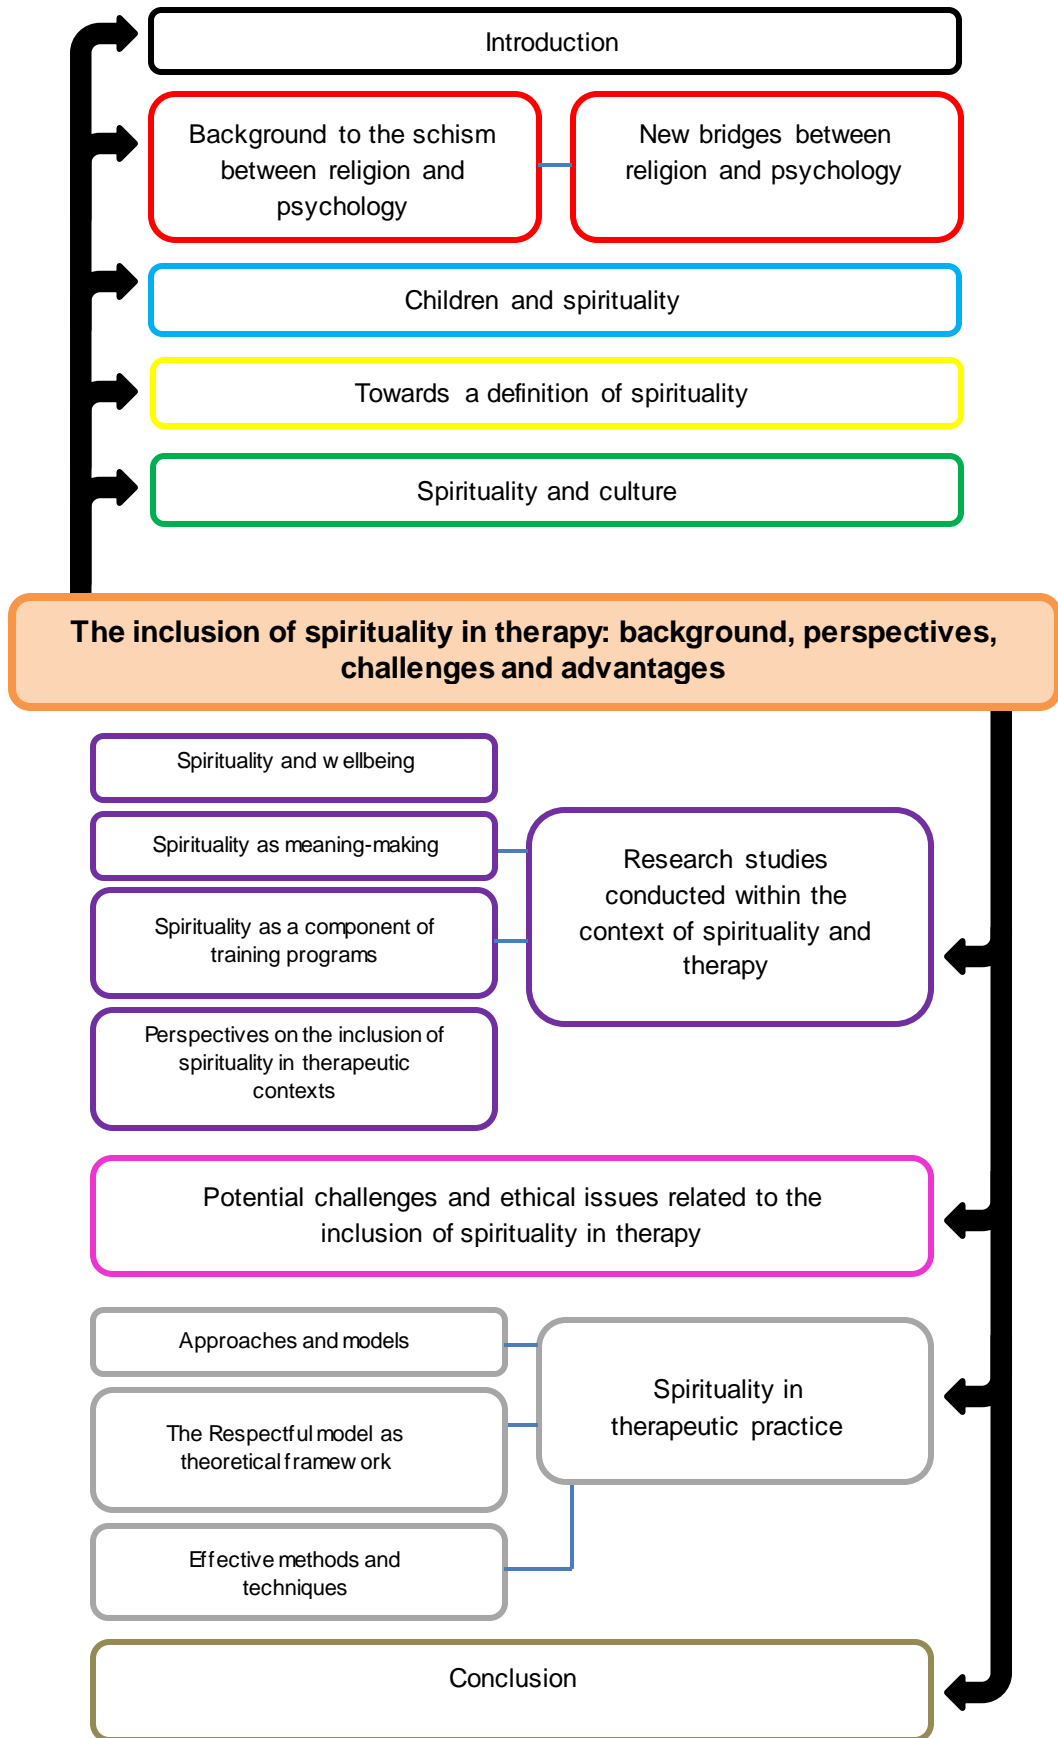 Introduction
Background to the schism
between religion and
psychology
New bridges between
religion and psychology
Children and spirituality
Towards a definition of spirituality
Spirituality and culture
The inclusion of spirituality in therapy: background, perspectives,
challenges and advantages
Spirituality and wellbeing
Spirituality as meaning-making
Spirituality as a component of
training programs
Perspectives on the inclusion of
spirituality in therapeutic
contexts
Research studies
conducted within the
context of spirituality and
therapy
Potential challenges and ethical issues related to the
inclusion of spirituality in therapy
Approaches and models
The Respectful model as
theoretical framework
Effective methods and
techniques
Spirituality in
therapeutic practice
Conclusion